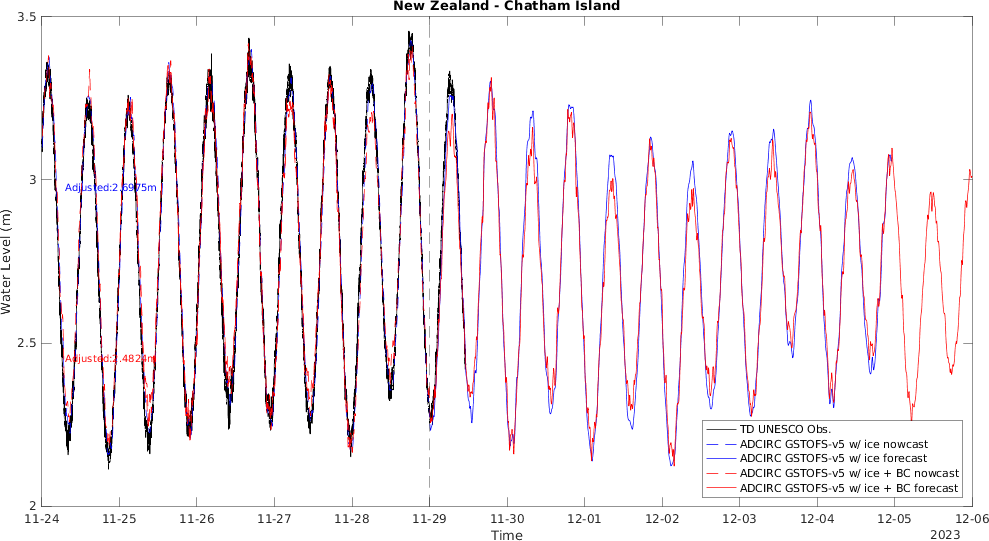 New Zealand - Chatham Island
3.5
3
2.5
2
Water Level (m)
Adjusted:2.6975m
Adjusted:2.4824m
TD UNESCO Obs.
ADCIRC GSTOFS-v5 w/ ice nowcast
ADCIRC GSTOFS-v5 w/ ice forecast
ADCIRC GSTOFS-v5 w/ ice + BC nowcast
ADCIRC GSTOFS-v5 w/ ice + BC forecast
11-24 11-25 11-26 11-27 11-28 11-29 11-30 12-01 12-02 12-03 12-04 12-05 12-06
Time
2023